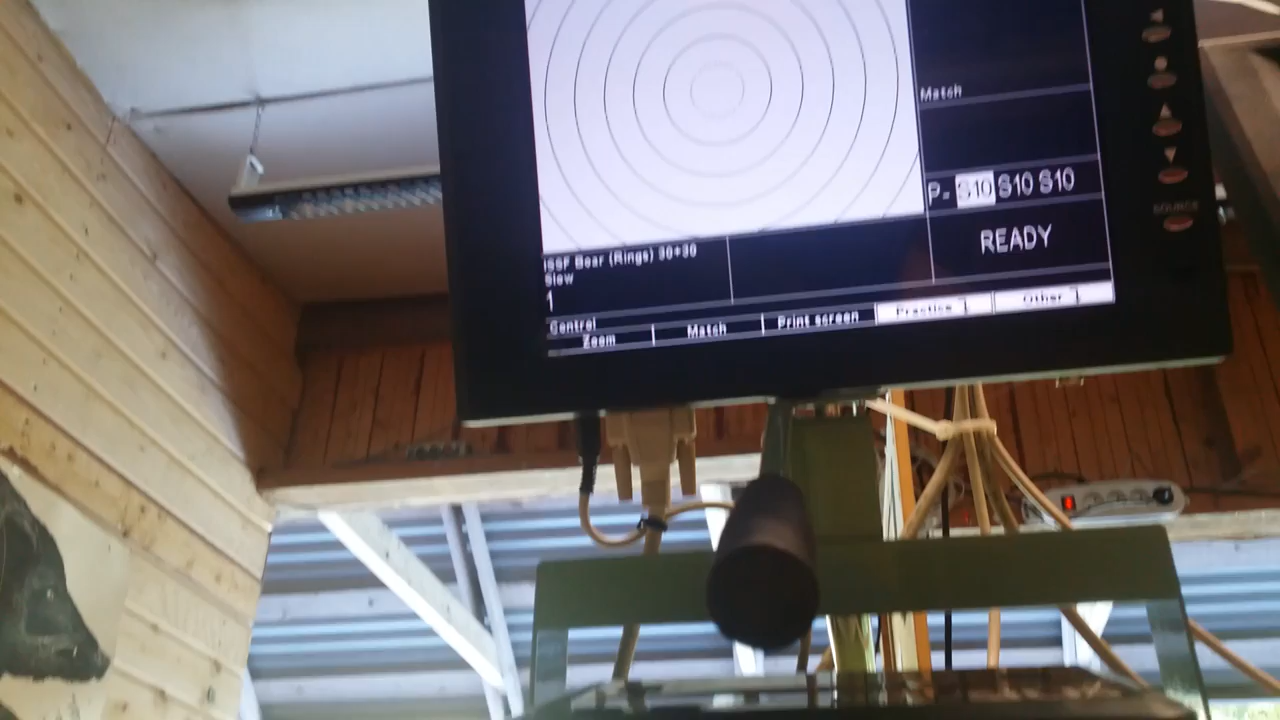 Match
P= S10 S10 S10
READY
ISSF Boar (Rings) 30+30
Slow
1
Control
Zoom
Match
Print screen
Practice
Other
SOURCE